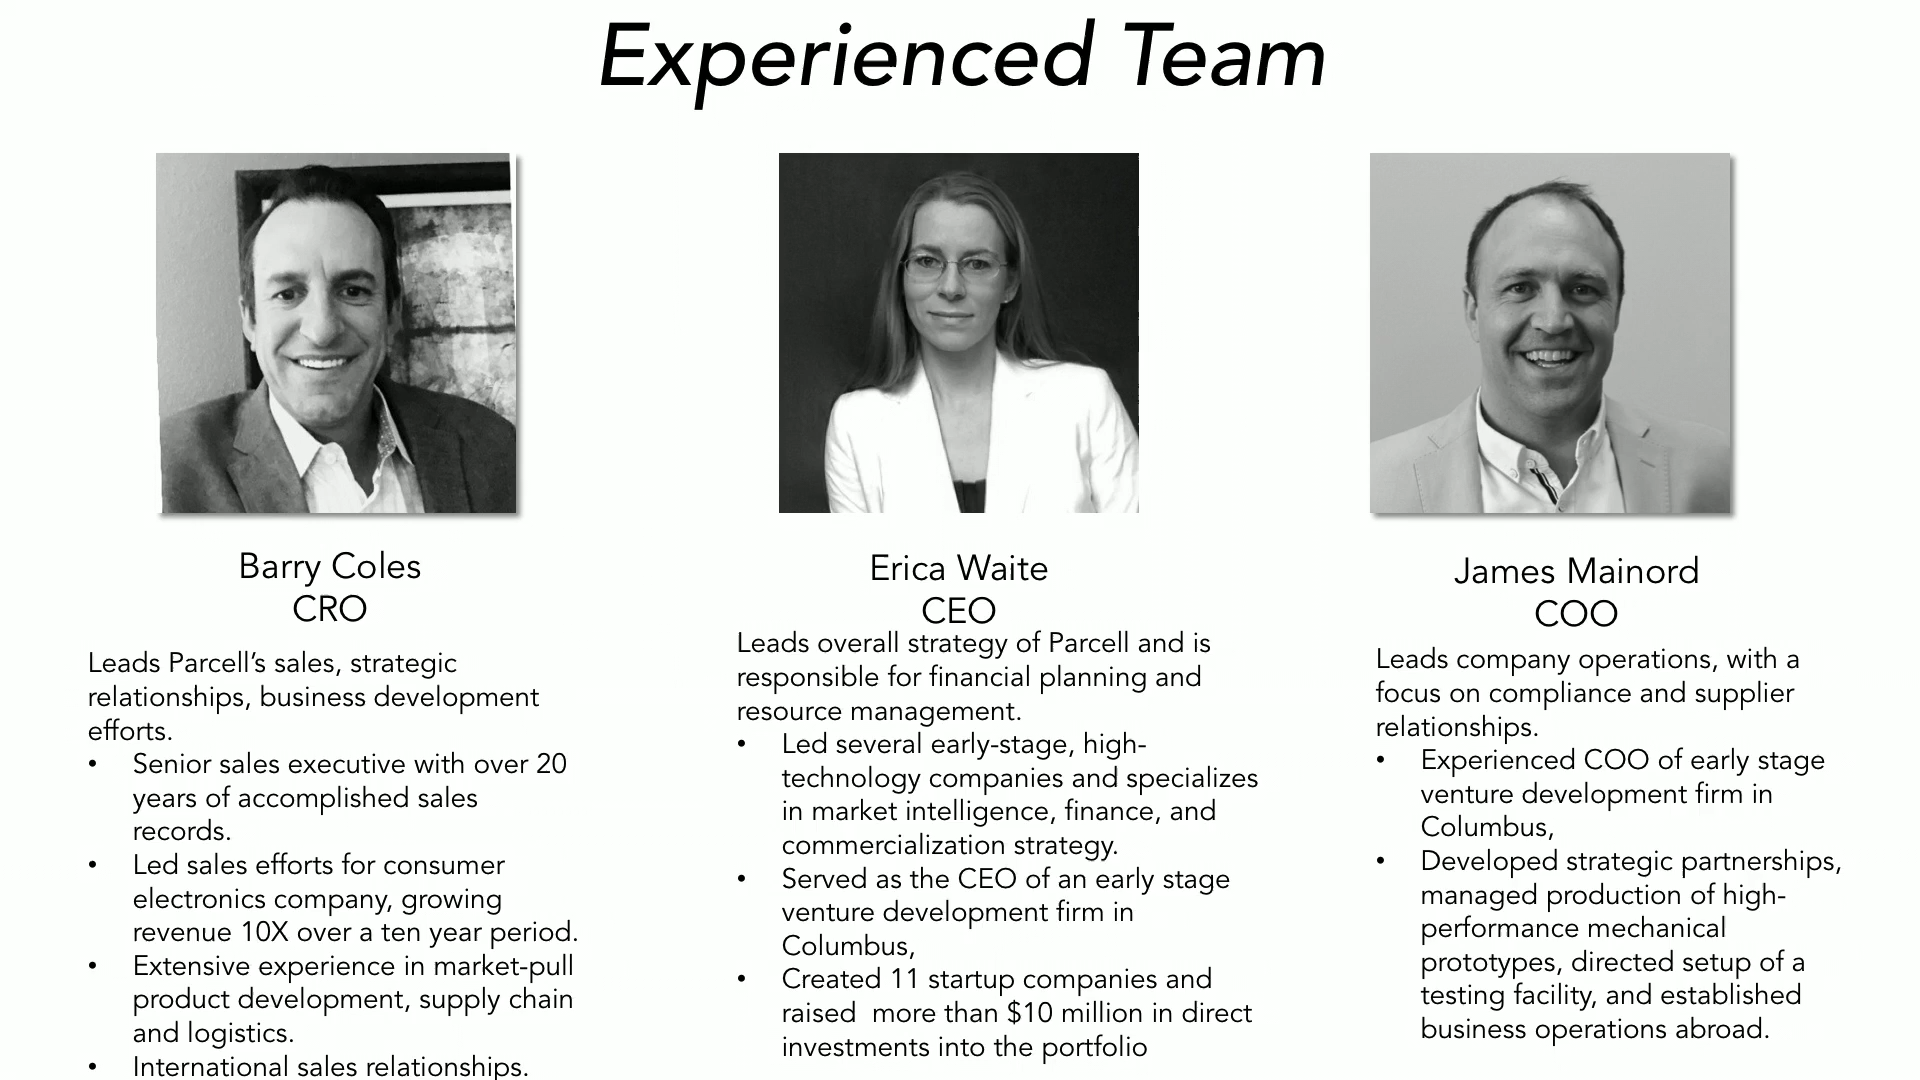 Experienced Team
Barry Coles
CRO
Leads Parcell’s sales, strategic
relationships, business development
efforts.
• Senior sales executive with over 20
years of accomplished sales
records.
• Led sales efforts for consumer
electronics company, growing
revenue 10X over a ten year period.
• Extensive experience in market-pull
product development, supply chain
and logistics.
• International sales relationships.
Erica Waite
CEO
Leads overall strategy of Parcell and is
responsible for financial planning and
resource management.
• Led several early-stage, high-
technology companies and specializes
in market intelligence, finance, and
commercialization strategy.
• Served as the CEO of an early stage
venture development firm in
Columbus,
• Created 11 startup companies and
raised  more than $10 million in direct
investments into the portfolio
James Mainord
COO
Leads company operations, with a
focus on compliance and supplier
relationships.
• Experienced COO of early stage
venture development firm in
Columbus,
• Developed strategic partnerships,
managed production of high-
performance mechanical
prototypes, directed setup of a
testing facility, and established
business operations abroad.